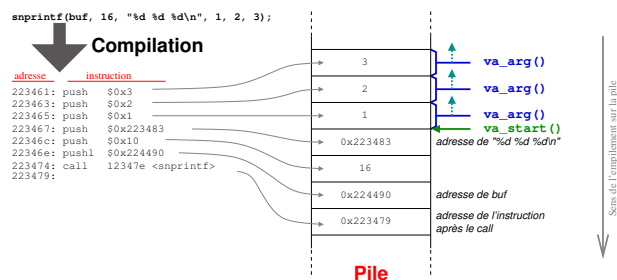 snprintf(buf, 16, "%d %d %d\n", 1, 2, 3);
Compilation
adresse instruction
223461: push $0x3
223463: push $0x2
223465: push $0x1
223467: push $0x223483
22346c: push $0x10
22346e: pushl $0x224490
223474: call 12347e <snprintf>
223479:
3
2
1
0x223483
16
0x224490
0x223479
va_arg()
va_arg()
va_arg()
va_start()
adresse de "%d %d %d\n"
adresse de buf
adresse de l'instruction
après le call
Sens de l'empilement sur la pile
Pile